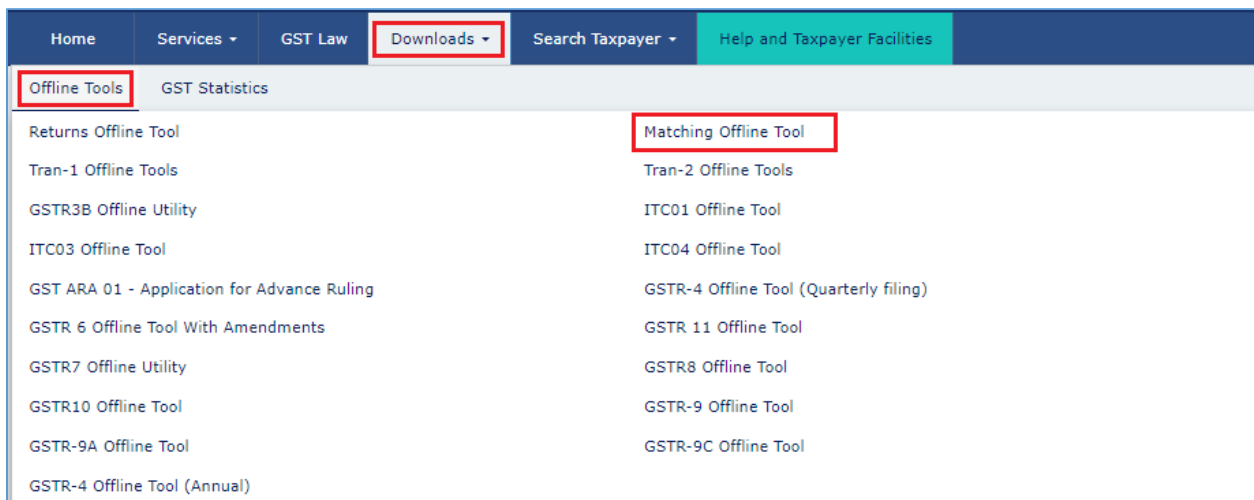 Home Services GST Law Downloads Search Taxpayer Help and Taxpayer Facilities
Offline Tools GST Statistics
Returns Offline Tool Matching Offline Tool
Tran-1 Offline Tools Tran-2 Offline Tools
GSTR3B Offline Utility ITC01 Offline Tool
ITC03 Offline Tool ITC04 Offline Tool
GST ARA 01 - Application for Advance Ruling GSTR-4 Offline Tool (Quarterly filing)
GSTR 6 Offline Tool With Amendments GSTR 11 Offline Tool
GSTR7 Offline Utility GSTR8 Offline Tool
GSTR10 Offline Tool GSTR-9 Offline Tool
GSTR-9A Offline Tool GSTR-9C Offline Tool
GSTR-4 Offline Tool (Annual)